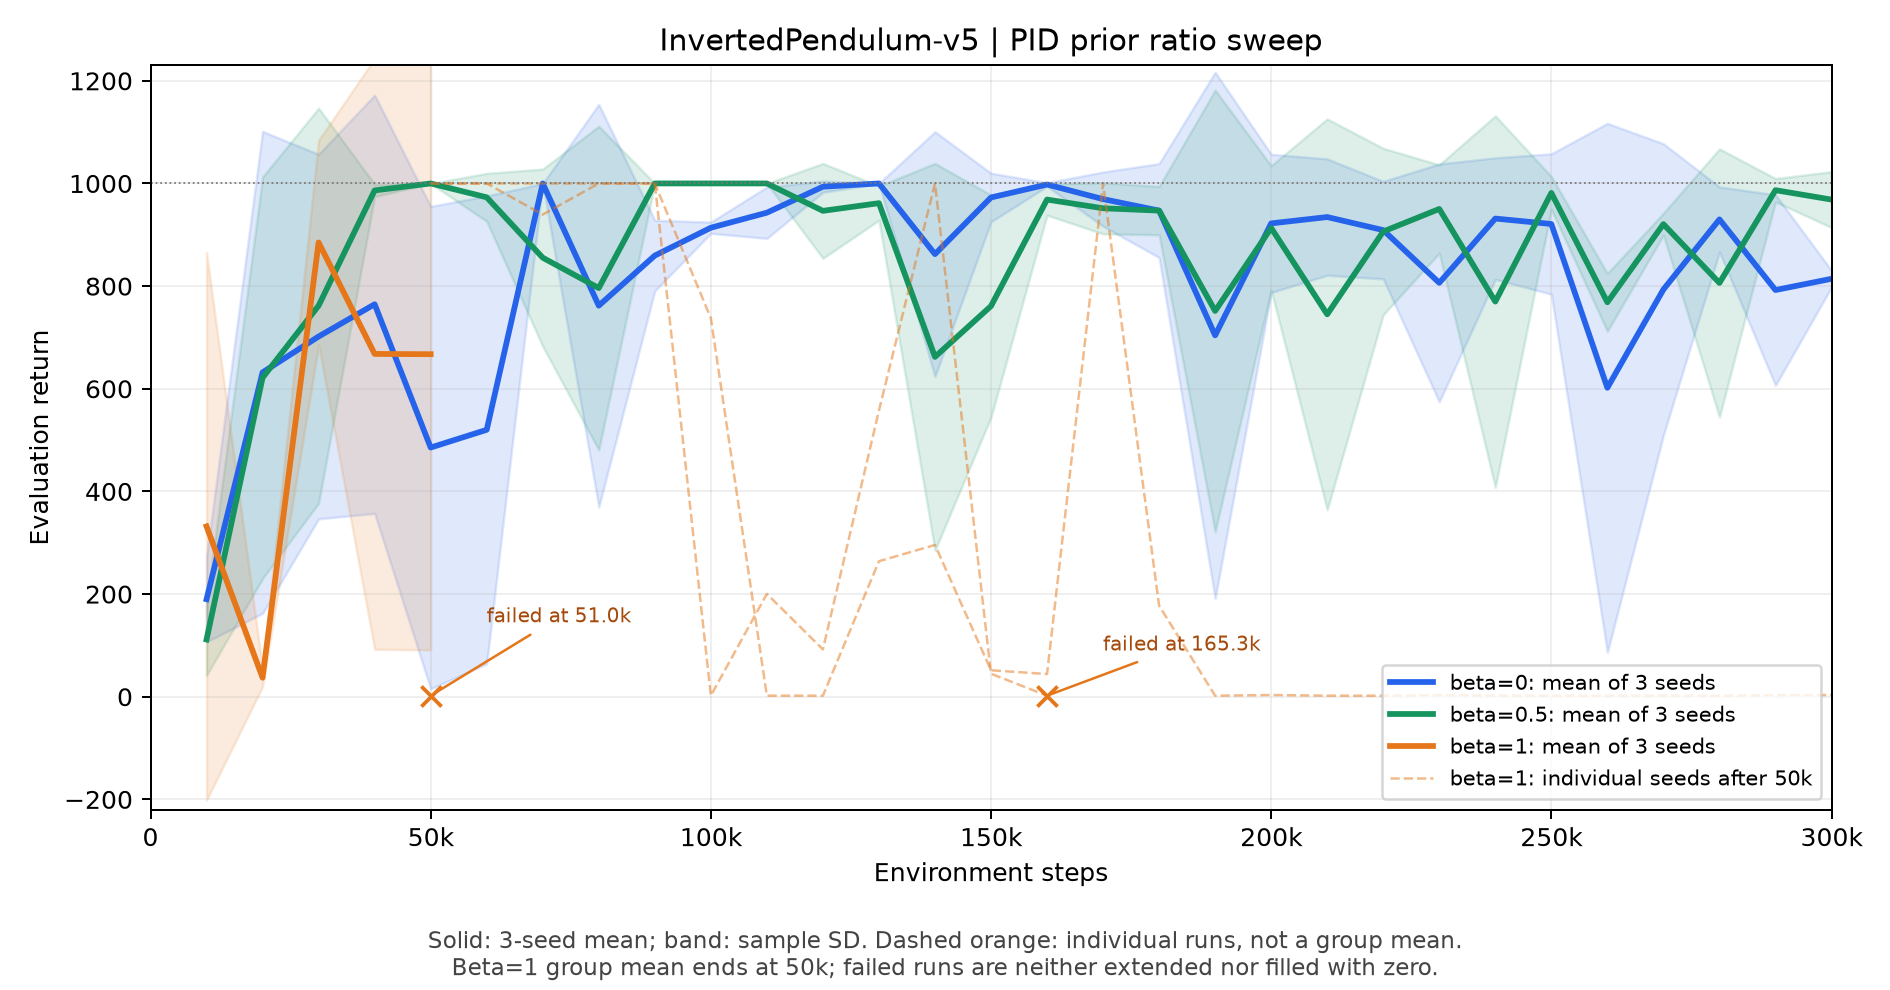 InvertedPendulum-v5 | PID prior ratio sweep
Evaluation return
1200
1000
800
600
400
200
0
−200
failed at 51.0k
failed at 165.3k
beta=0: mean of 3 seeds
beta=0.5: mean of 3 seeds
beta=1: mean of 3 seeds
beta=1: individual seeds after 50k
0 50k 100k 150k 200k 250k 300k
Environment steps
Solid: 3-seed mean; band: sample SD. Dashed orange: individual runs, not a group mean.
Beta=1 group mean ends at 50k; failed runs are neither extended nor filled with zero.